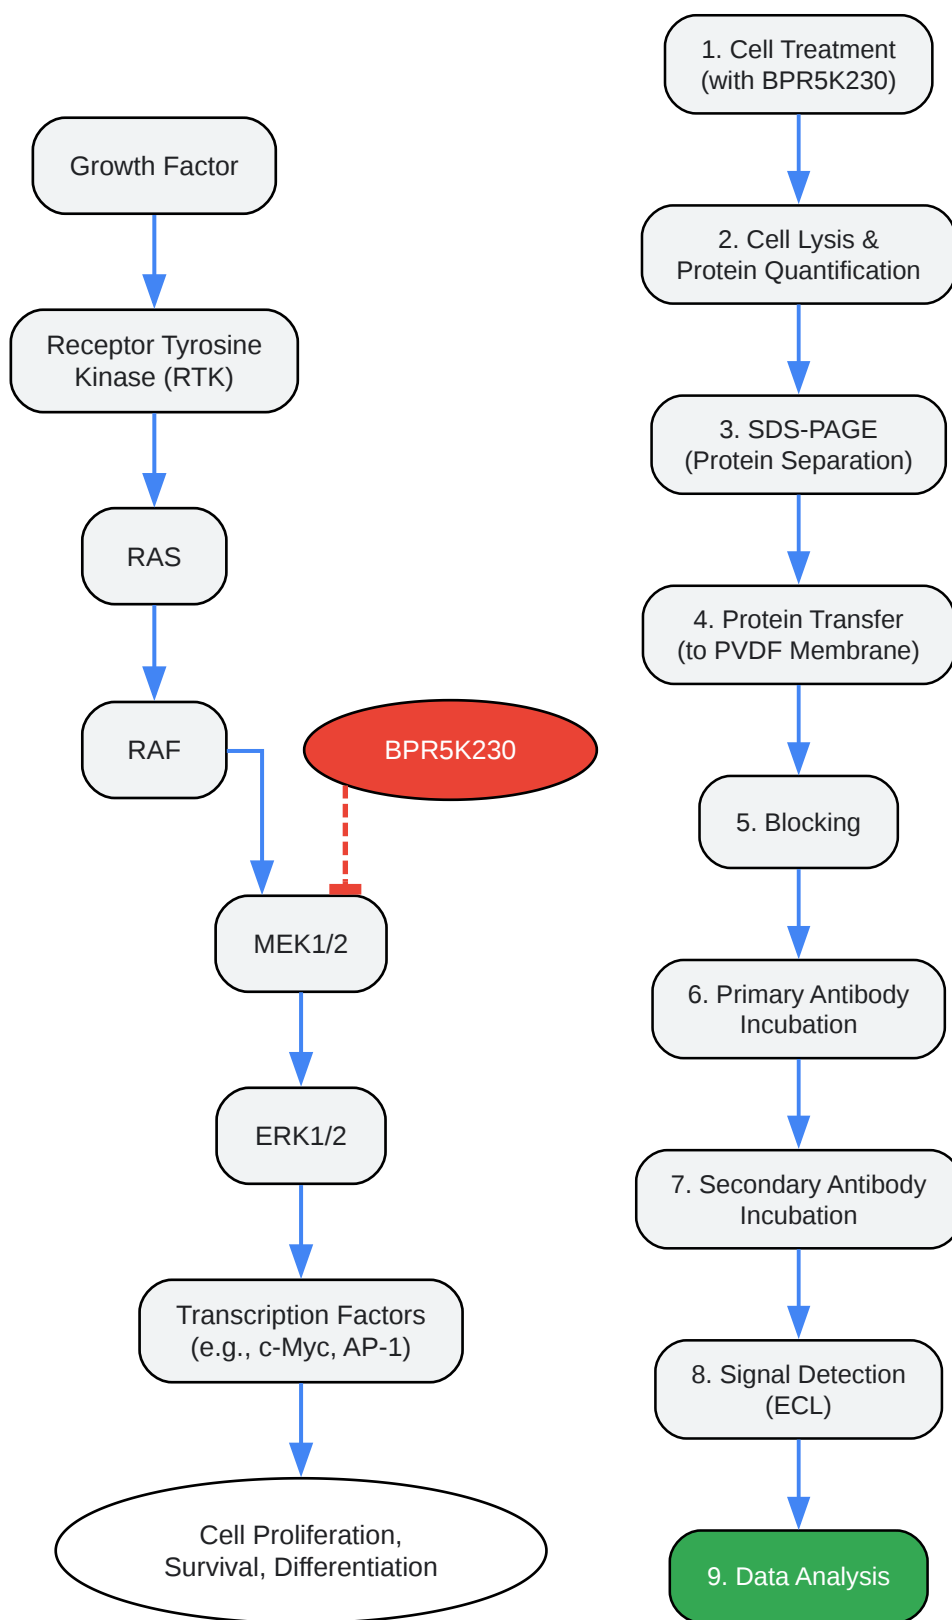 Growth Factor
Receptor Tyrosine
Kinase (RTK)
RAS
RAF
BPR5K230
MEK1/2
ERK1/2
Transcription Factors
(e.g., c-Myc, AP-1)
Cell Proliferation,
Survival, Differentiation
1. Cell Treatment
(with BPR5K230)
2. Cell Lysis &
Protein Quantification
3. SDS-PAGE
(Protein Separation)
4. Protein Transfer
(to PVDF Membrane)
5. Blocking
6. Primary Antibody
Incubation
7. Secondary Antibody
Incubation
8. Signal Detection
(ECL)
9. Data Analysis